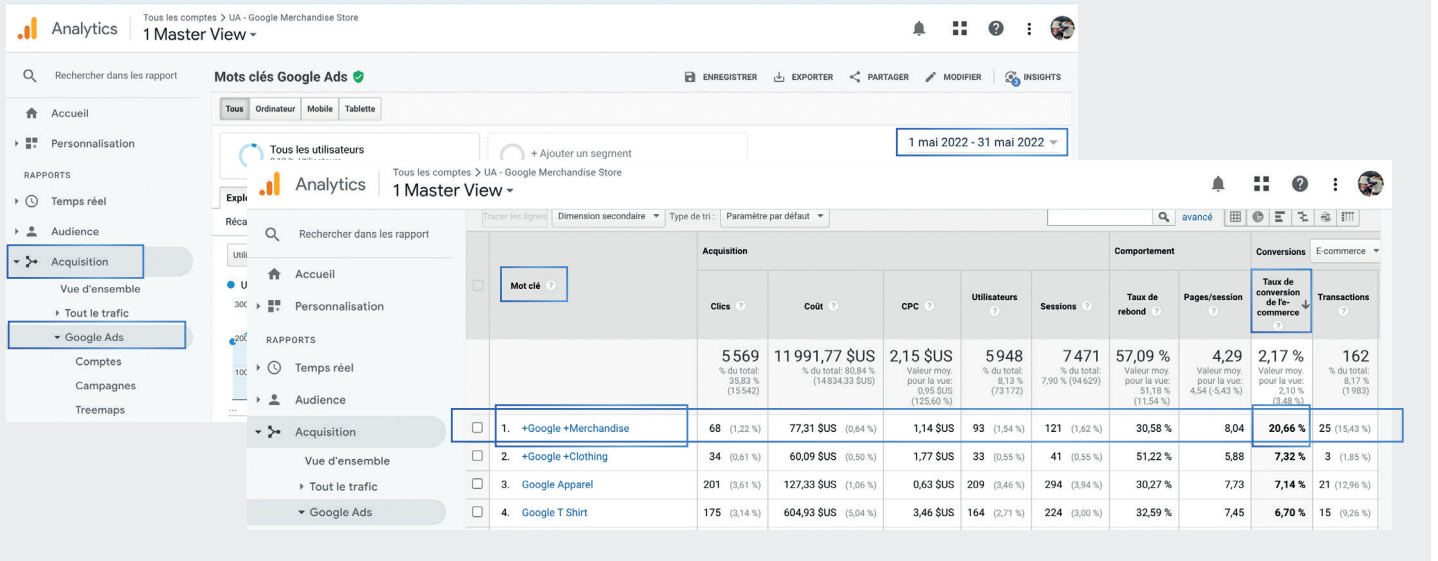 Analytics
Tous les comptes > UA - Google Merchandise Store
1 Master View
Rechercher dans les rapport
Accueil
Personnalisation
RAPPORTS
Temps réel
Audience
Acquisition
Vue d'ensemble
Tout le trafic
Google Ads
Comptes
Campagnes
Treemaps
Mots clés Google Ads
ENREGISTRER EXPORTER PARTAGER MODIFIER INSIGHTS
Tous Ordinateur Mobile Tablette
Tous les utilisateurs
+ Ajouter un segment
1 mai 2022 - 31 mai 2022
Analytics
Tous les comptes > UA - Google Merchandise Store
1 Master View
Rechercher dans les rapport
Accueil
Personnalisation
RAPPORTS
Temps réel
Audience
Acquisition
Vue d'ensemble
Tout le trafic
Google Ads
Tracer les lignes Dimension secondaire Type de tri : Paramètre par défaut avancé
Acquisition Comportement Conversions E-commerce
Mot clé
Clics Coût CPC Utilisateurs Sessions Taux de rebond Pages/session Taux de conversion de l'e-commerce Transactions
5 569 11 991,77 $US 2,15 $US 5 948 7 471 57,09 % 4,29 2,17 % 162
% du total: 35,83 % (15 542)
% du total: 80,84 % (14 834,33 $US)
Valeur moy. pour la vue: 0,95 $US (125,60 %)
% du total: 8,13 % (73 172)
% du total: 7,90 % (94 629)
Valeur moy. pour la vue: 51,18 % (11,54 %)
Valeur moy. pour la vue: 4,54 (-5,43 %)
Valeur moy. pour la vue: 2,10 % (3,48 %)
% du total: 8,17 % (1 983)
1. +Google +Merchandise 68 (1,22 %) 77,31 $US (0,64 %) 1,14 $US 93 (1,54 %) 121 (1,62 %) 30,58 % 8,04 20,66 % 25 (15,43 %)
2. +Google +Clothing 34 (0,61 %) 60,09 $US (0,50 %) 1,77 $US 33 (0,55 %) 41 (0,55 %) 51,22 % 5,88 7,32 % 3 (1,85 %)
3. Google Apparel 201 (3,61 %) 127,33 $US (1,06 %) 0,63 $US 209 (3,46 %) 294 (3,94 %) 30,27 % 7,73 7,14 % 21 (12,96 %)
4. Google T Shirt 175 (3,14 %) 604,93 $US (5,04 %) 3,46 $US 164 (2,71 %) 224 (3,00 %) 32,59 % 7,45 6,70 % 15 (9,26 %)